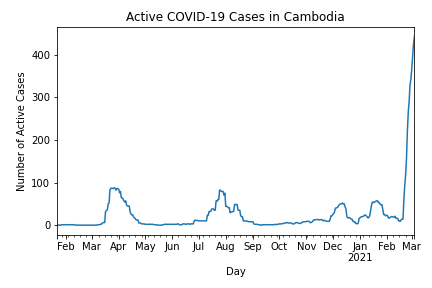 Active COVID-19 Cases in Cambodia
Number of Active Cases
400
300
200
100
0
Feb Mar Apr May Jun Jul Aug Sep Oct Nov Dec Jan Feb Mar
2021
Day